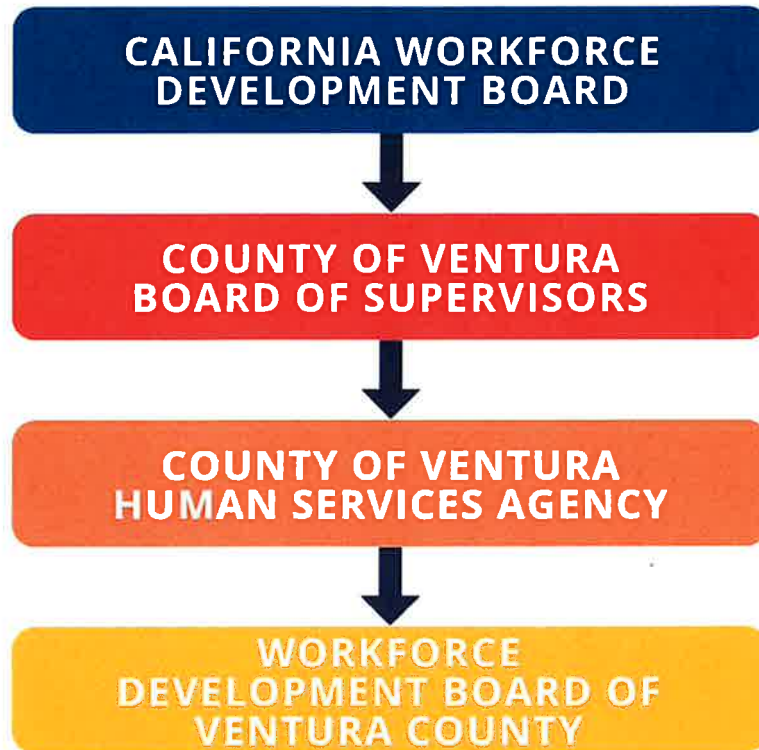 CALIFORNIA WORKFORCE
DEVELOPMENT BOARD
COUNTY OF VENTURA
BOARD OF SUPERVISORS
COUNTY OF VENTURA
HUMAN SERVICES AGENCY
WORKFORCE
DEVELOPMENT BOARD OF
VENTURA COUNTY